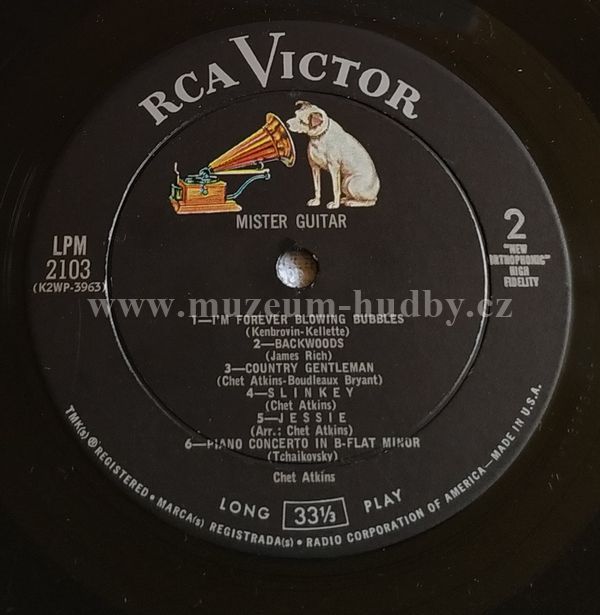 RCA VICTOR
MISTER GUITAR
LPM
2103
(K2WP-3963)
2
"NEW
ORTHOPHONIC"
HIGH
FIDELITY
www.muzeum-hudby.cz
1—I'M FOREVER BLOWING BUBBLES
(Kenbrovin-Kellette)
2—BACKWOODS
(James Rich)
3—COUNTRY GENTLEMAN
(Chet Atkins-Boudleaux Bryant)
4—SLINKEY
(Chet Atkins)
5—JESSIE
(Arr.: Chet Atkins)
6—PIANO CONCERTO IN B-FLAT MINOR
(Tchaikovsky)
Chet Atkins
LONG 33⅓ PLAY
TMK(s) ® REGISTERED • MARCA(s) REGISTRADA(s) • RADIO CORPORATION OF AMERICA—MADE IN U.S.A.